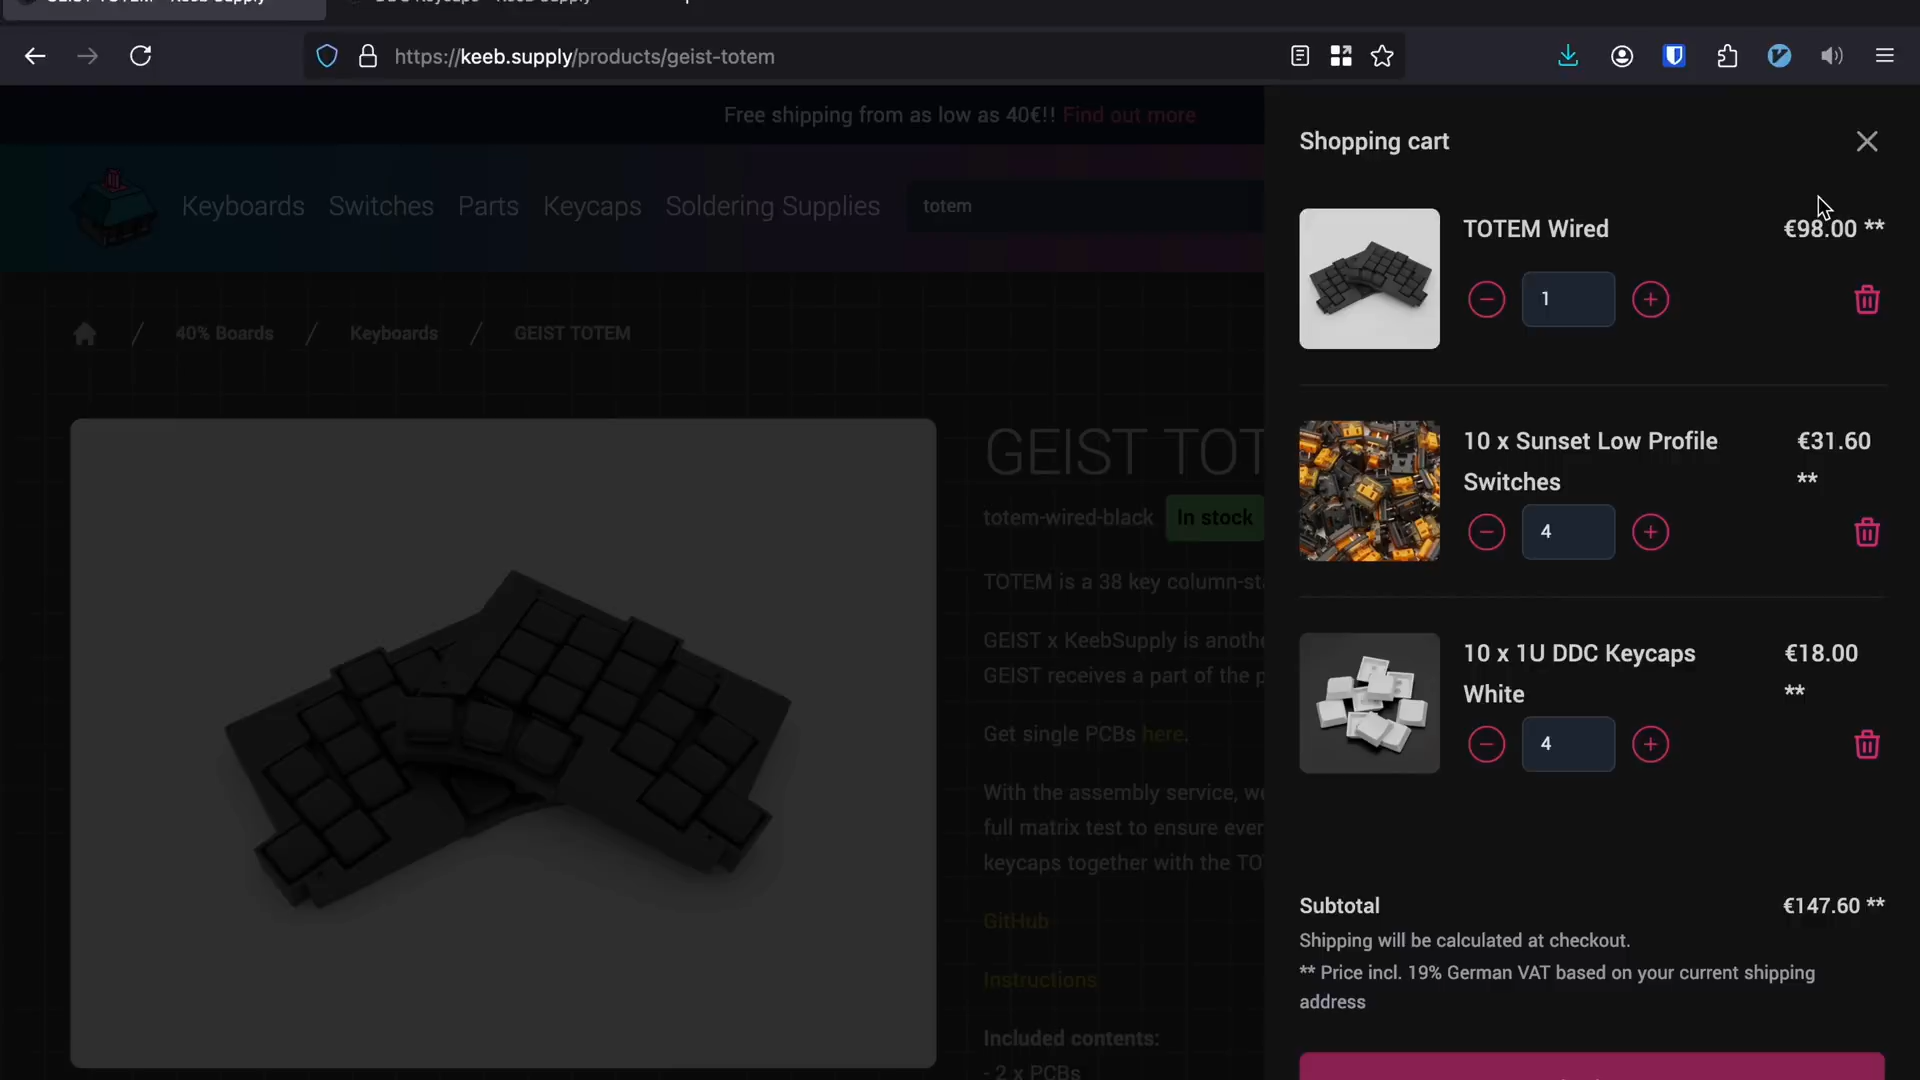 https://keeb.supply/products/geist-totem
Free shipping from as low as 40€!! Find out more
Keyboards Switches Parts Keycaps Soldering Supplies totem
40% Boards / Keyboards / GEIST TOTEM
GEIST TOT
totem-wired-black In stock
TOTEM is a 38 key column-sta
GEIST x KeebSupply is anothe
GEIST receives a part of the p
Get single PCBs here.
With the assembly service, we
full matrix test to ensure ever
keycaps together with the TO
GitHub
Instructions
Included contents:
- 2 x PCBs
Shopping cart
TOTEM Wired €98.00 **
1
10 x Sunset Low Profile €31.60
Switches **
4
10 x 1U DDC Keycaps €18.00
White **
4
Subtotal €147.60 **
Shipping will be calculated at checkout.
** Price incl. 19% German VAT based on your current shipping
address